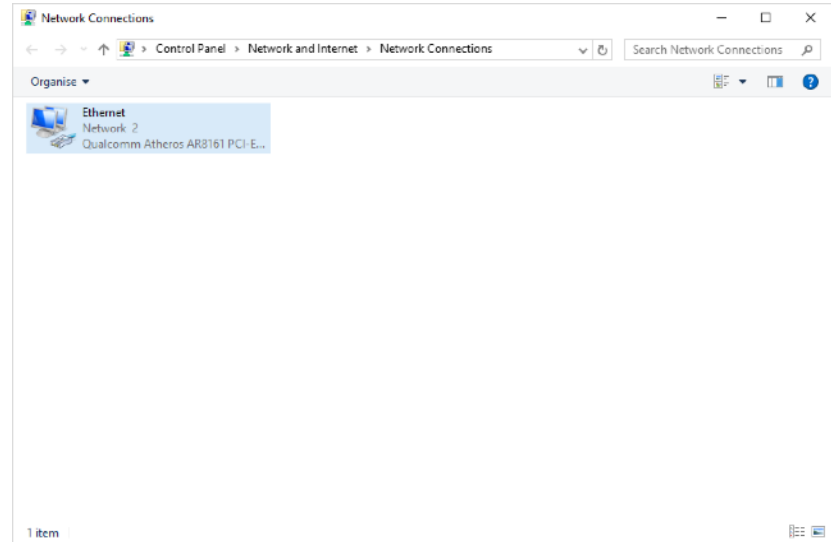 Network Connections
Control Panel > Network and Internet > Network Connections
Search Network Connections
Organise
Ethernet
Network 2
Qualcomm Atheros AR8161 PCI-E...
1 item